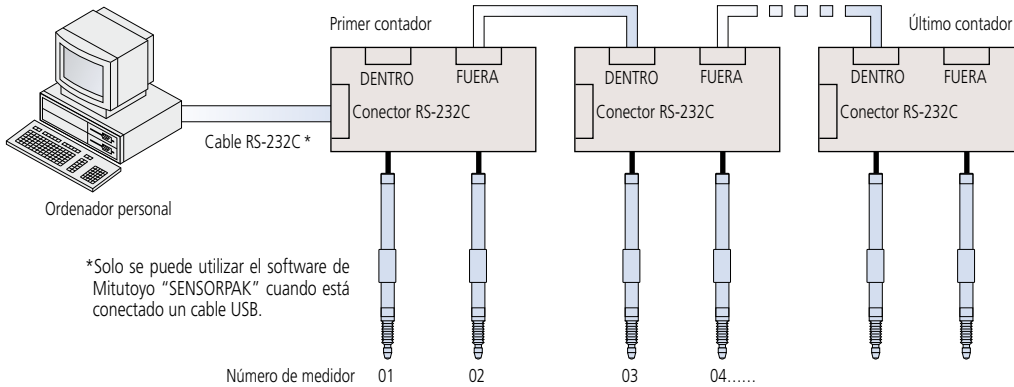 Primer contador
Último contador
DENTRO FUERA
DENTRO FUERA
DENTRO FUERA
Conector RS-232C
Conector RS-232C
Conector RS-232C
Cable RS-232C *
Ordenador personal
*Solo se puede utilizar el software de
Mitutoyo “SENSORPAK” cuando está
conectado un cable USB.
Número de medidor 01 02 03 04......